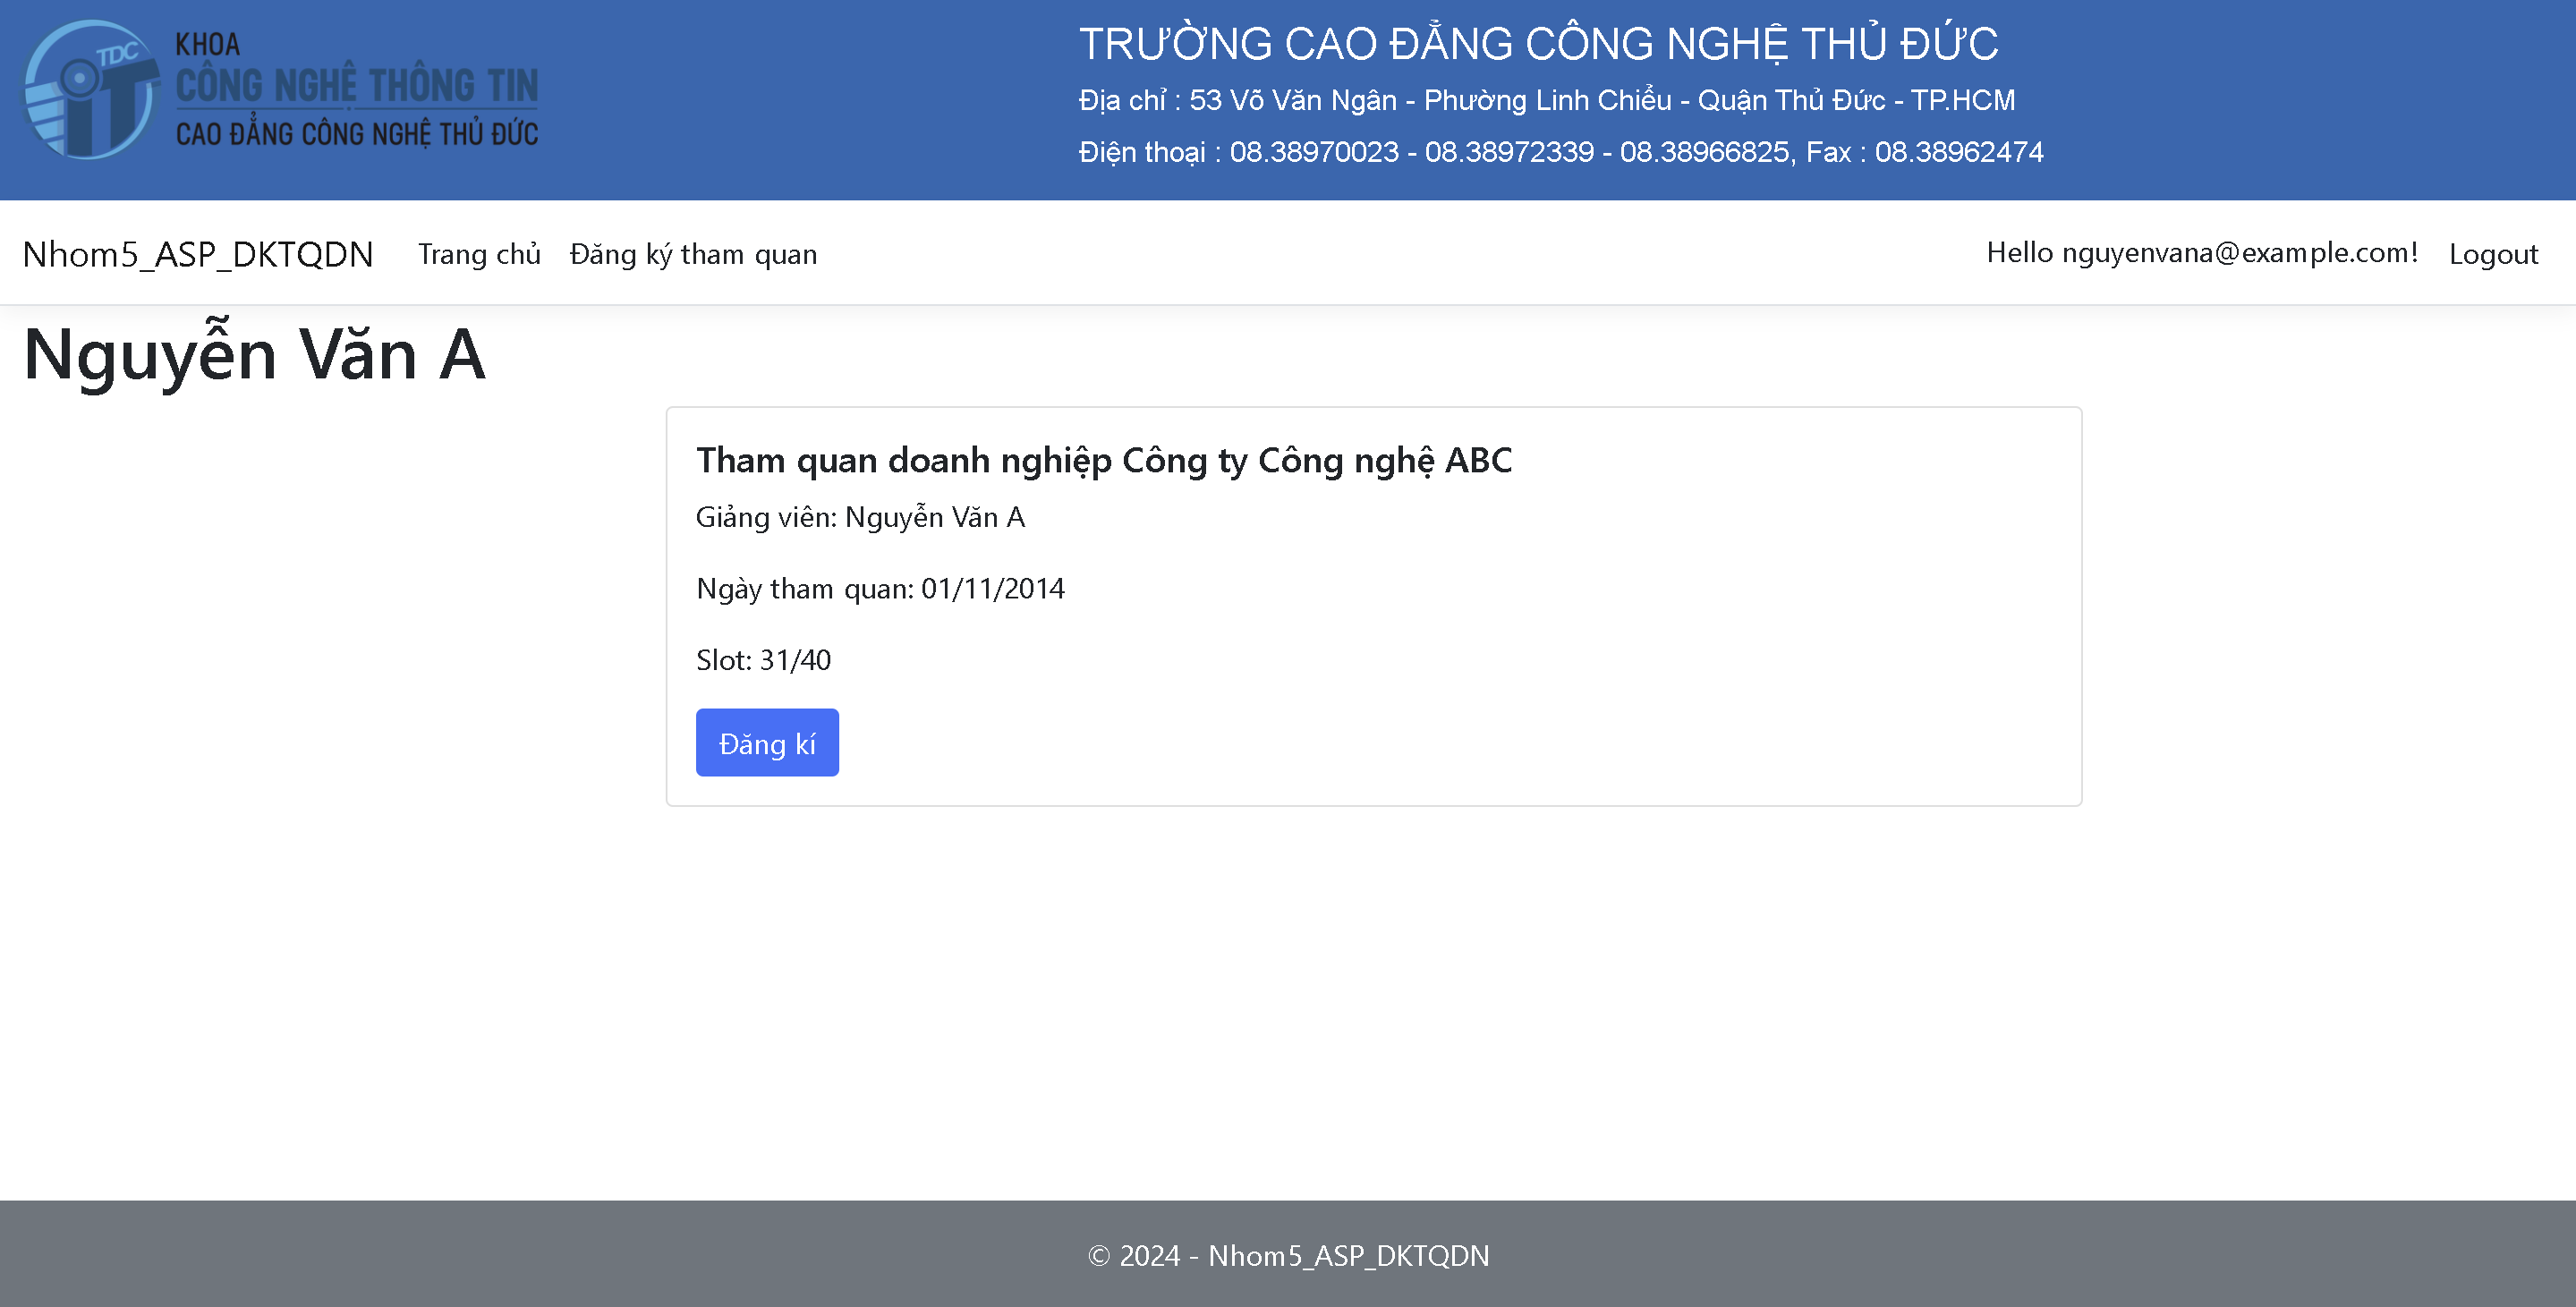 TDC
iT
KHOA
CÔNG NGHỆ THÔNG TIN
CAO ĐẲNG CÔNG NGHỆ THỦ ĐỨC
TRƯỜNG CAO ĐẲNG CÔNG NGHỆ THỦ ĐỨC
Địa chỉ : 53 Võ Văn Ngân - Phường Linh Chiểu - Quận Thủ Đức - TP.HCM
Điện thoại : 08.38970023 - 08.38972339 - 08.38966825, Fax : 08.38962474
Nhom5_ASP_DKTQDN Trang chủ Đăng ký tham quan Hello nguyenvana@example.com! Logout
Nguyễn Văn A
Tham quan doanh nghiệp Công ty Công nghệ ABC
Giảng viên: Nguyễn Văn A
Ngày tham quan: 01/11/2014
Slot: 31/40
Đăng kí
© 2024 - Nhom5_ASP_DKTQDN